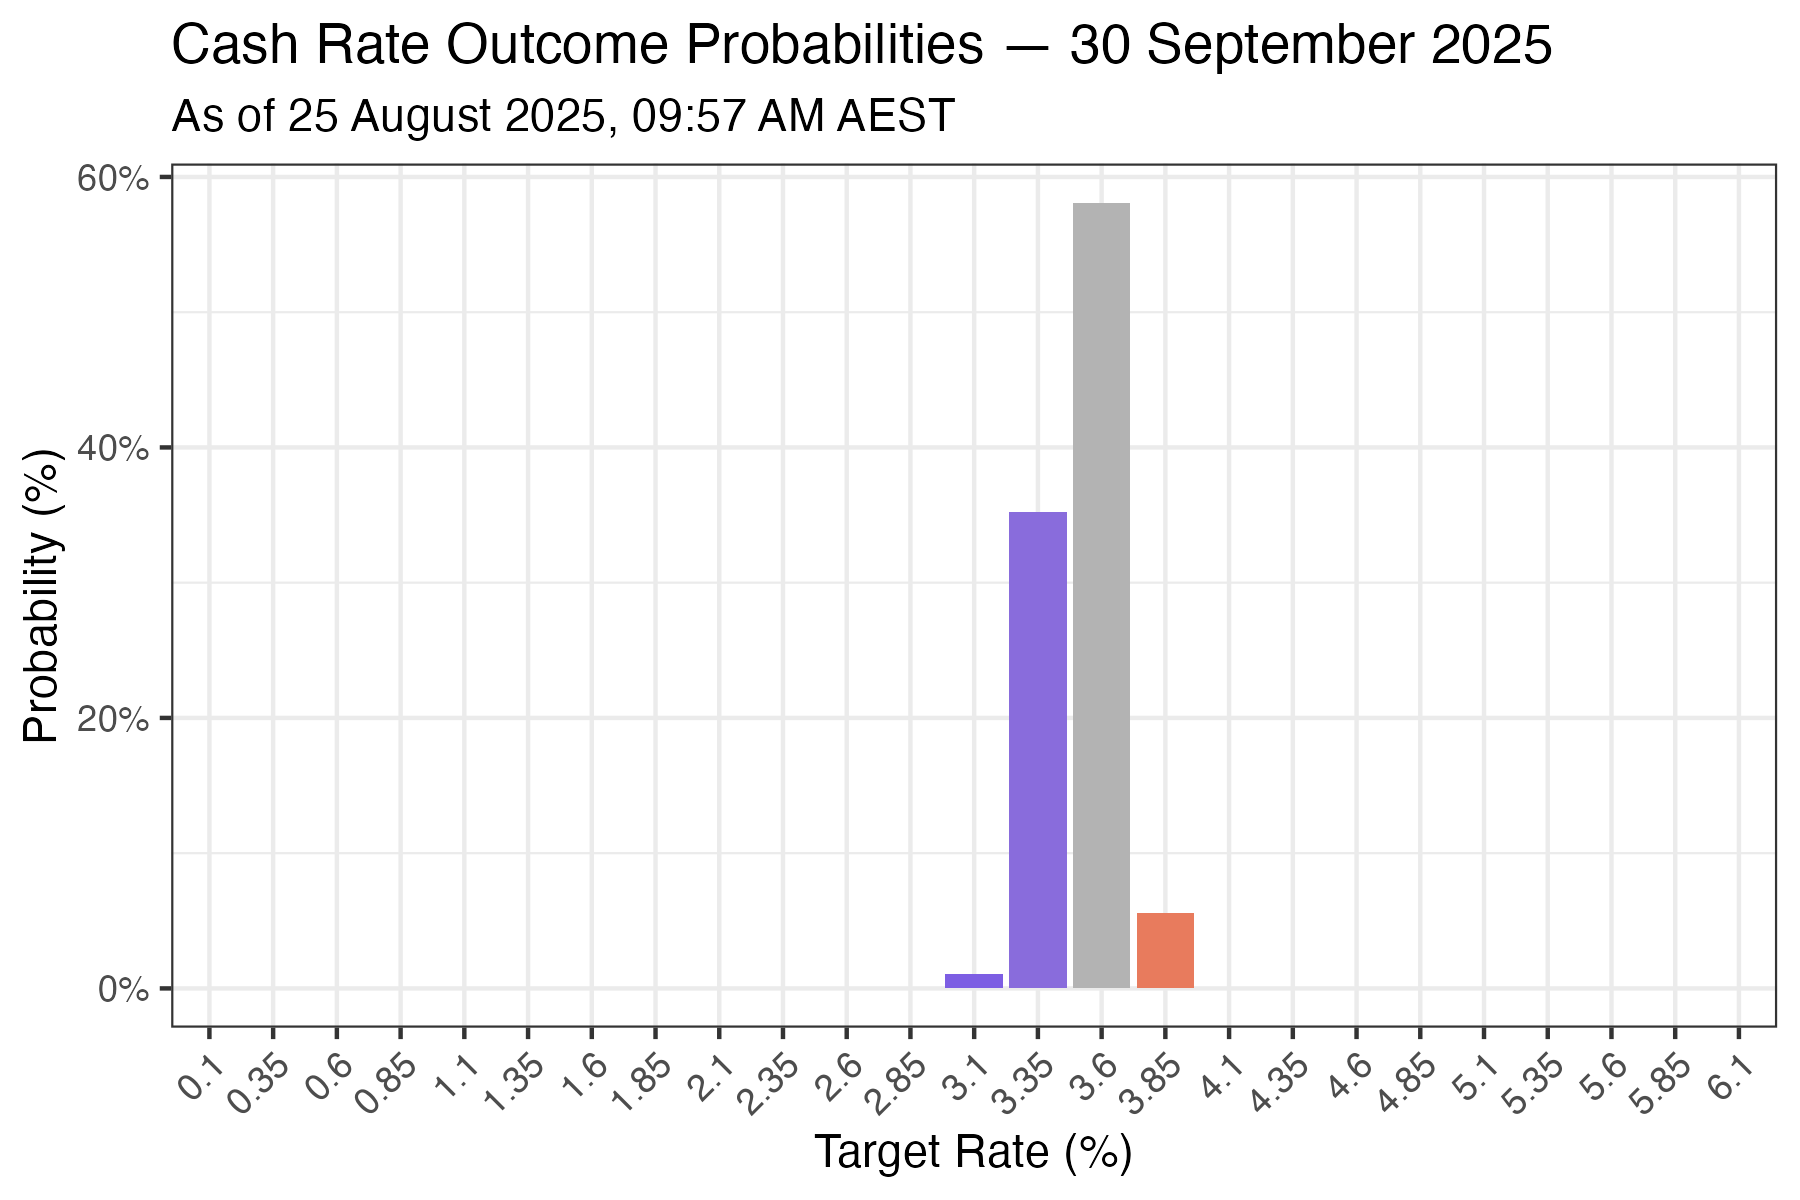 Cash Rate Outcome Probabilities — 30 September 2025
As of 25 August 2025, 09:57 AM AEST
Probability (%)
60%
40%
20%
0%
0.1 0.35 0.6 0.85 1.1 1.35 1.6 1.85 2.1 2.35 2.6 2.85 3.1 3.35 3.6 3.85 4.1 4.35 4.6 4.85 5.1 5.35 5.6 5.85 6.1
Target Rate (%)